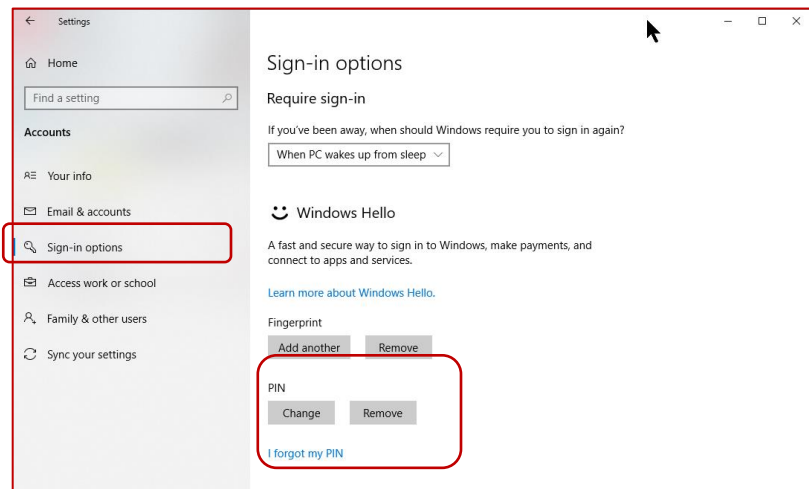 Settings
Home
Find a setting
Accounts
Your info
Email & accounts
Sign-in options
Access work or school
Family & other users
Sync your settings
Sign-in options
Require sign-in
If you've been away, when should Windows require you to sign in again?
When PC wakes up from sleep
Windows Hello
A fast and secure way to sign in to Windows, make payments, and
connect to apps and services.
Learn more about Windows Hello.
Fingerprint
Add another Remove
PIN
Change Remove
I forgot my PIN